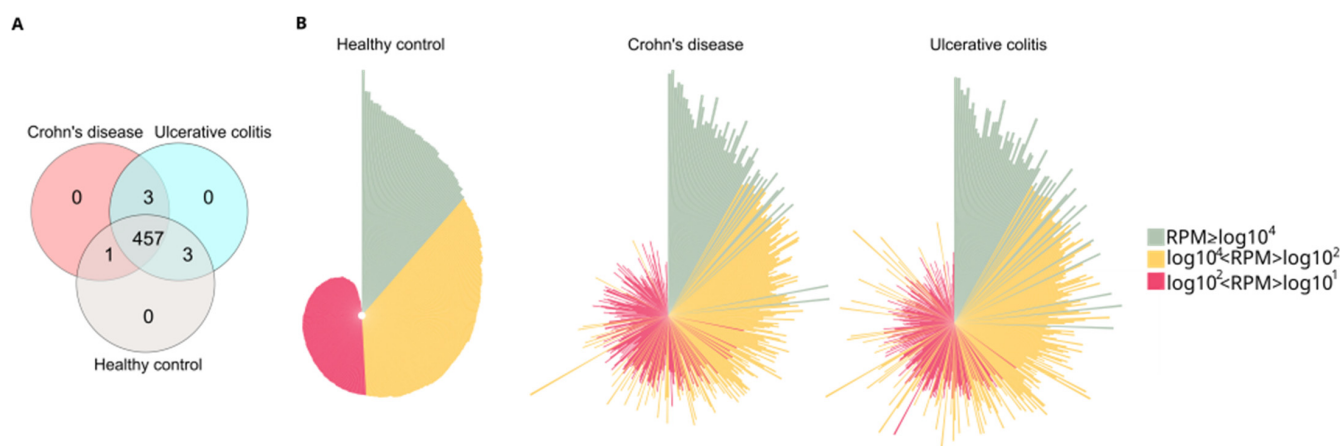 A
B
Healthy control
Crohn's disease
Ulcerative colitis
Crohn's disease Ulcerative colitis
0
3
0
457
1
3
0
Healthy control
RPM≥log10⁴
log10⁴<RPM>log10²
log10²<RPM>log10¹